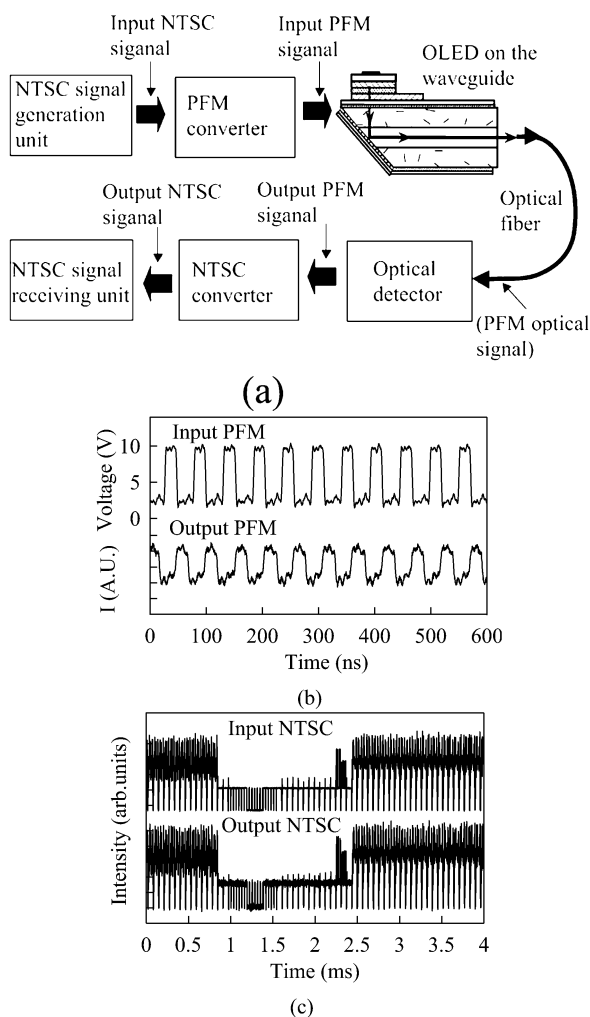 Input NTSC
siganal
Input PFM
siganal
OLED on the
waveguide
NTSC signal
generation
unit
PFM
converter
Output NTSC
siganal
Output PFM
siganal
Optical
fiber
NTSC signal
receiving unit
NTSC
converter
Optical
detector
(PFM optical
signal)
(a)
Input PFM
Voltage (V)
10
5
0
Output PFM
I (A.U.)
0 100 200 300 400 500 600
Time (ns)
(b)
Input NTSC
Output NTSC
Intensity (arb.units)
0 0.5 1 1.5 2 2.5 3 3.5 4
Time (ms)
(c)